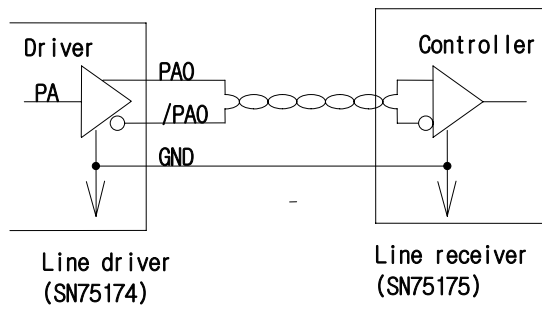 Driver
Controller
PAO
PA
/PAO
GND
Line driver
(SN75174)
Line receiver
(SN75175)